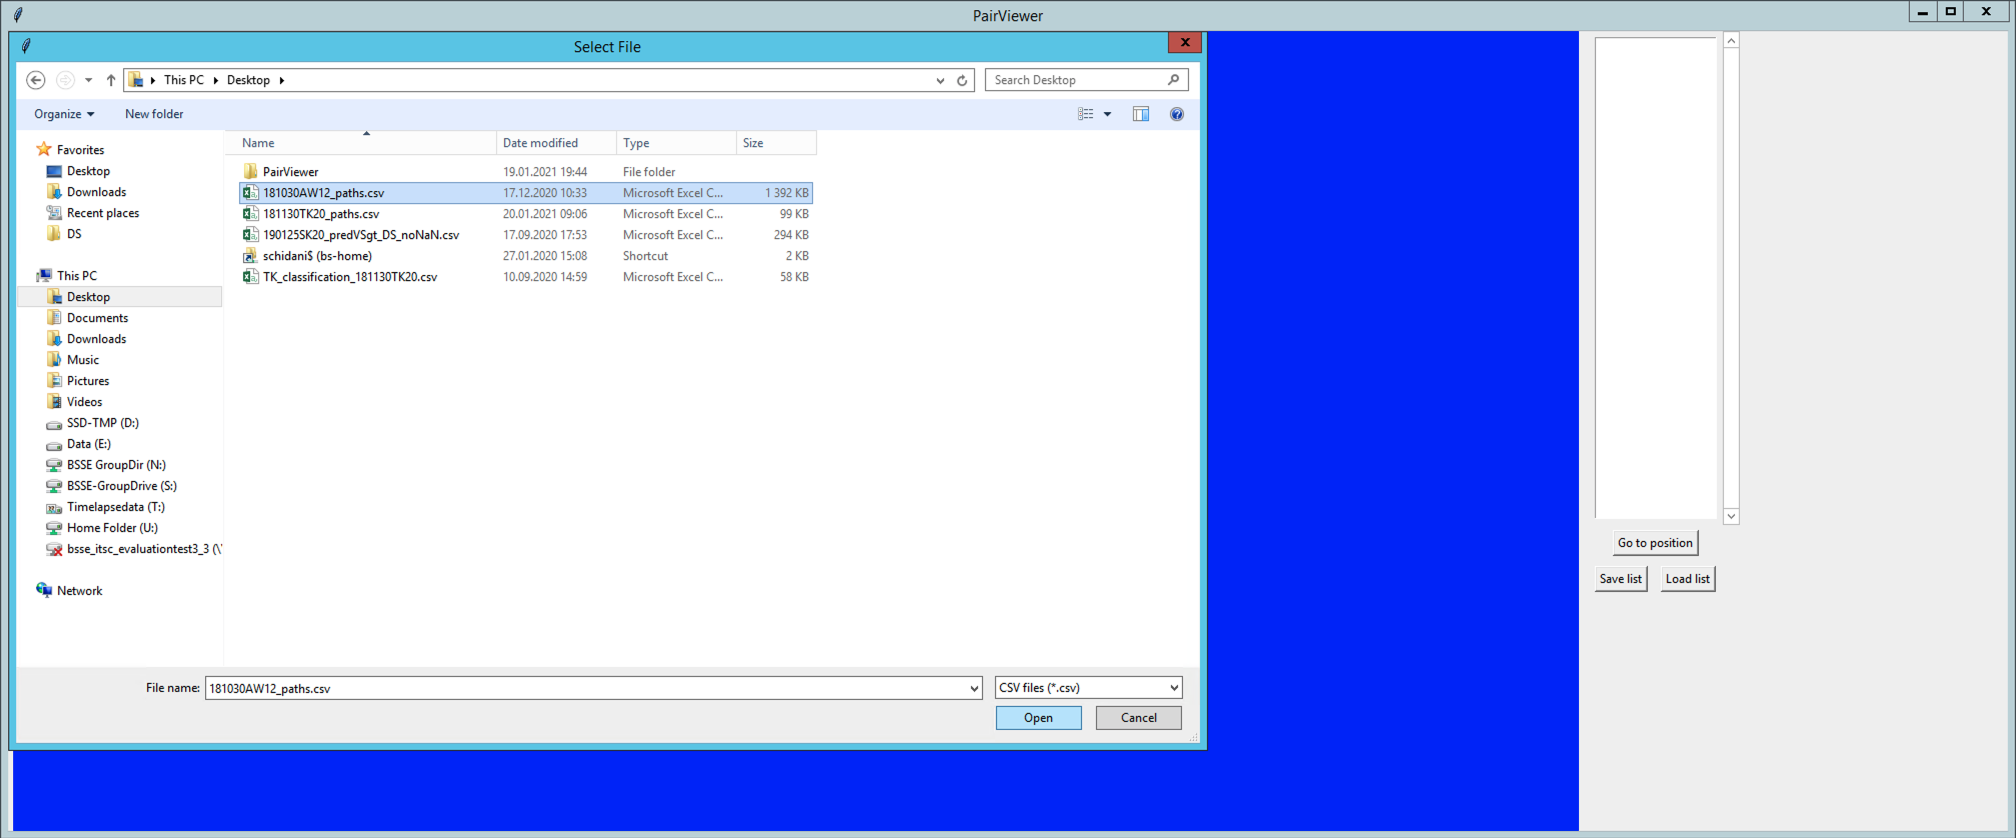 PairViewer
Select File
This PC Desktop
Search Desktop
Organize New folder
Name Date modified Type Size
Favorites
Desktop
Downloads
Recent places
DS
This PC
Desktop
Documents
Downloads
Music
Pictures
Videos
SSD-TMP (D:)
Data (E:)
BSSE GroupDir (N:)
BSSE-GroupDrive (S:)
Timelapsedata (T:)
Home Folder (U:)
bsse_itsc_evaluationtest3_3 (\\
Network
PairViewer 19.01.2021 19:44 File folder
181030AW12_paths.csv 17.12.2020 10:33 Microsoft Excel C... 1 392 KB
181130TK20_paths.csv 20.01.2021 09:06 Microsoft Excel C... 99 KB
190125SK20_predVSgt_DS_noNaN.csv 17.09.2020 17:53 Microsoft Excel C... 294 KB
schidani$ (bs-home) 27.01.2020 15:08 Shortcut 2 KB
TK_classification_181130TK20.csv 10.09.2020 14:59 Microsoft Excel C... 58 KB
File name: 181030AW12_paths.csv CSV files (*.csv)
Open Cancel
Go to position
Save list Load list